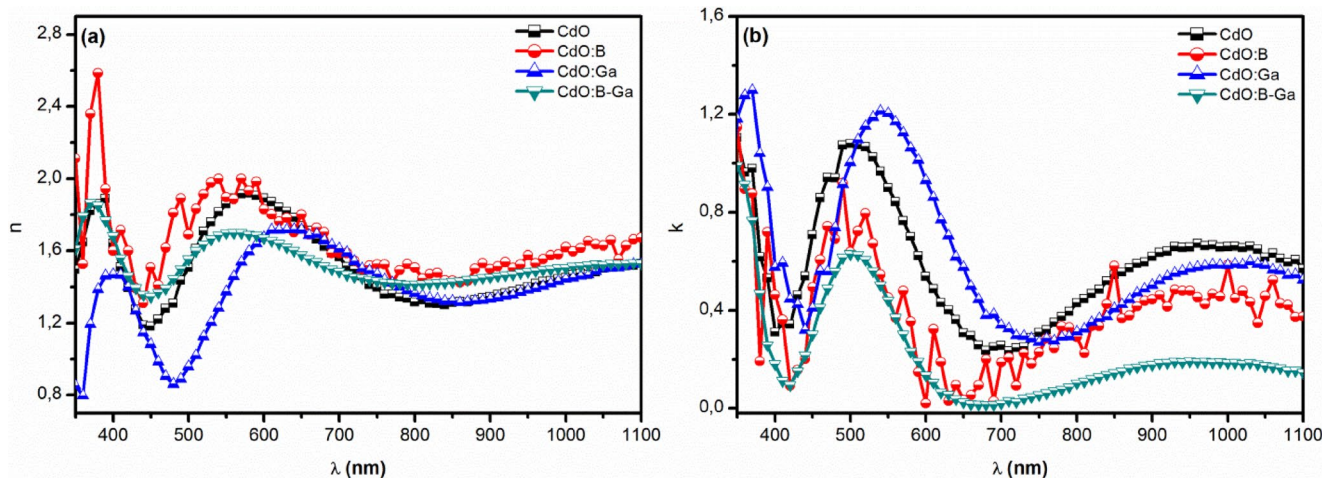 (a)
CdO
CdO:B
CdO:Ga
CdO:B-Ga
2,8
2,4
2,0
1,6
1,2
0,8
n
400 500 600 700 800 900 1000 1100
λ (nm)
(b)
CdO
CdO:B
CdO:Ga
CdO:B-Ga
1,6
1,2
0,8
0,4
0,0
k
400 500 600 700 800 900 1000 1100
λ (nm)